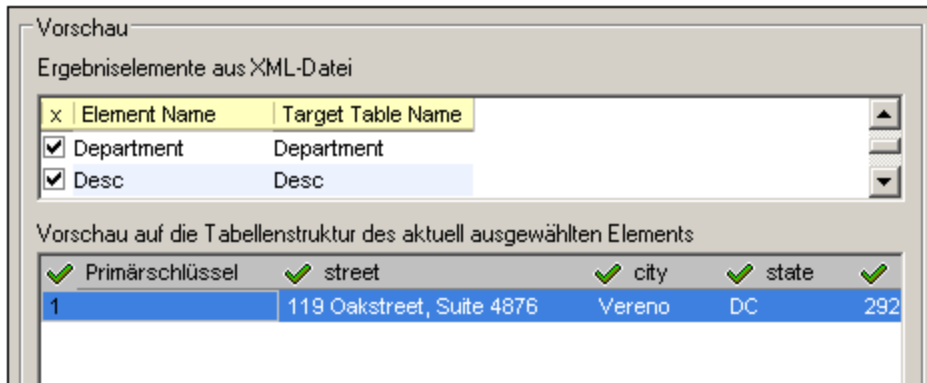 Vorschau
Ergebniselemente aus XML-Datei
x Element Name Target Table Name
Department Department
Desc Desc
Vorschau auf die Tabellenstruktur des aktuell ausgewählten Elements
Primärschlüssel street city state
1 119 Oakstreet, Suite 4876 Vereno DC 292